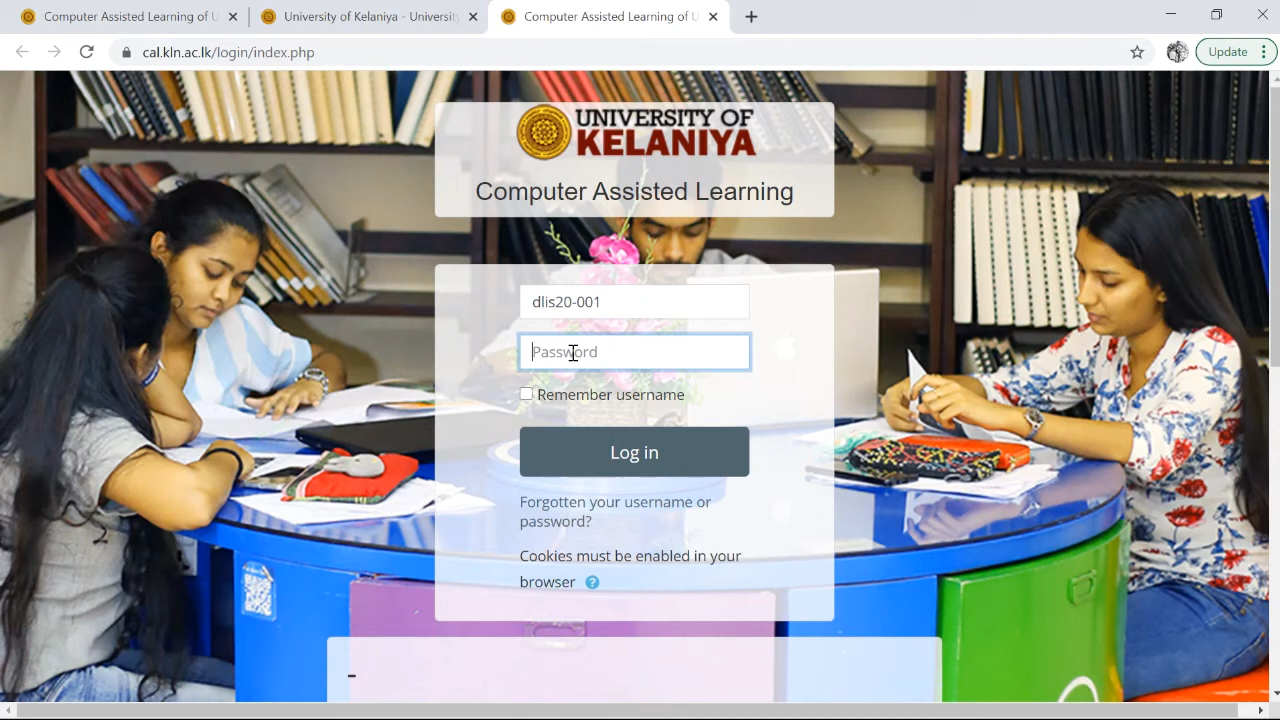 Computer Assisted Learning of U
University of Kelaniya - University
Computer Assisted Learning of U
cal.kln.ac.lk/login/index.php
Update
UNIVERSITY OF
KELANIYA
Computer Assisted Learning
dlis20-001
Password
Remember username
Log in
Forgotten your username or
password?
Cookies must be enabled in your
browser ?
-